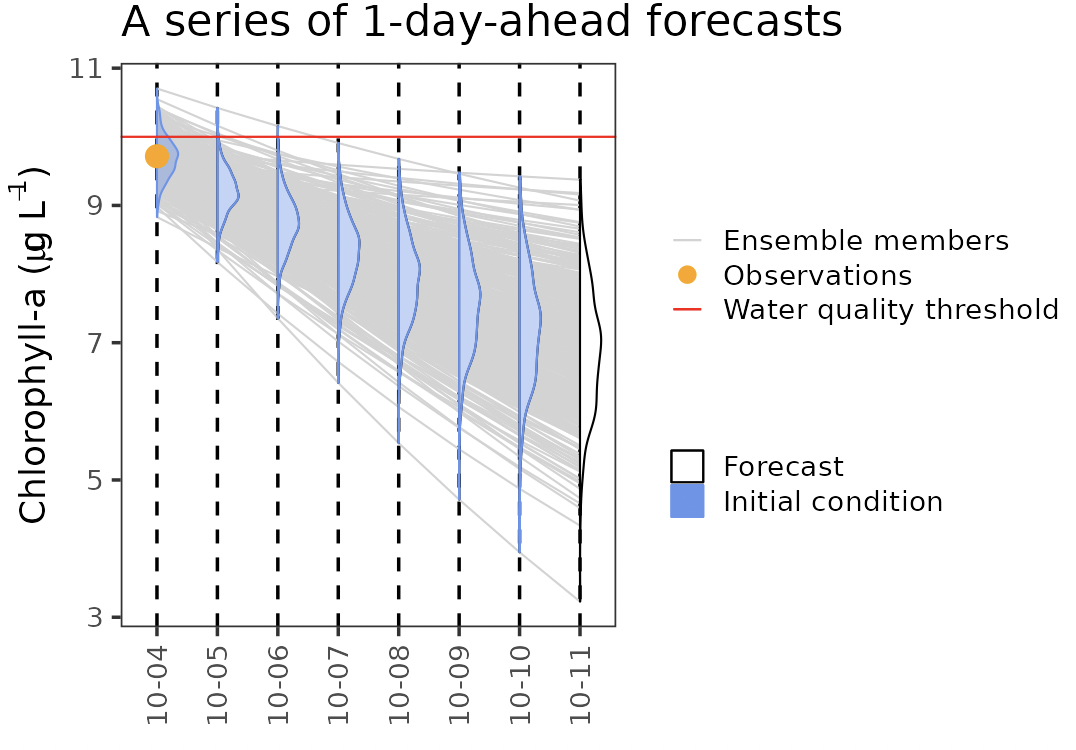 A series of 1-day-ahead forecasts
Chlorophyll-a (μg L⁻¹)
11
9
7
5
3
10-04
10-05
10-06
10-07
10-08
10-09
10-10
10-11
Ensemble members
Observations
Water quality threshold
Forecast
Initial condition